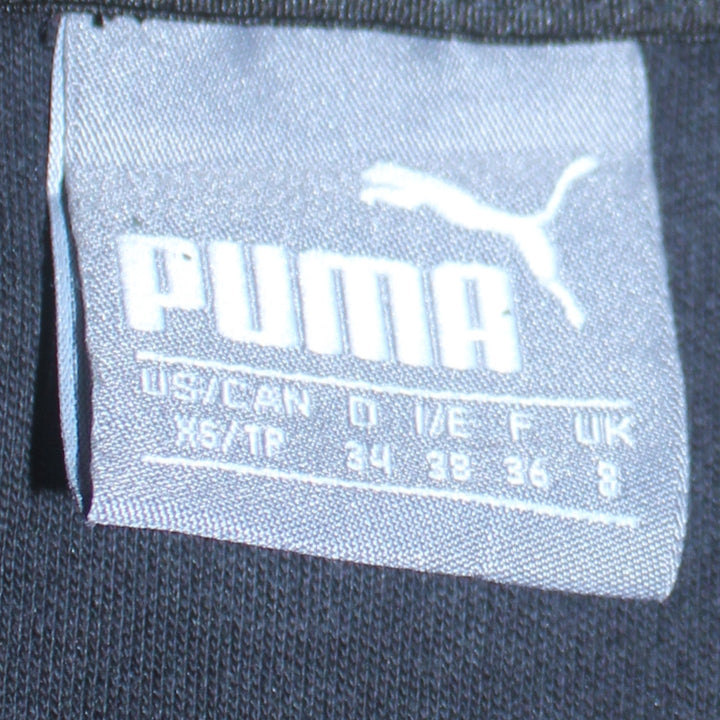 PUMA
US/CAN D I/E F UK
XS/TP 34 38 36 8